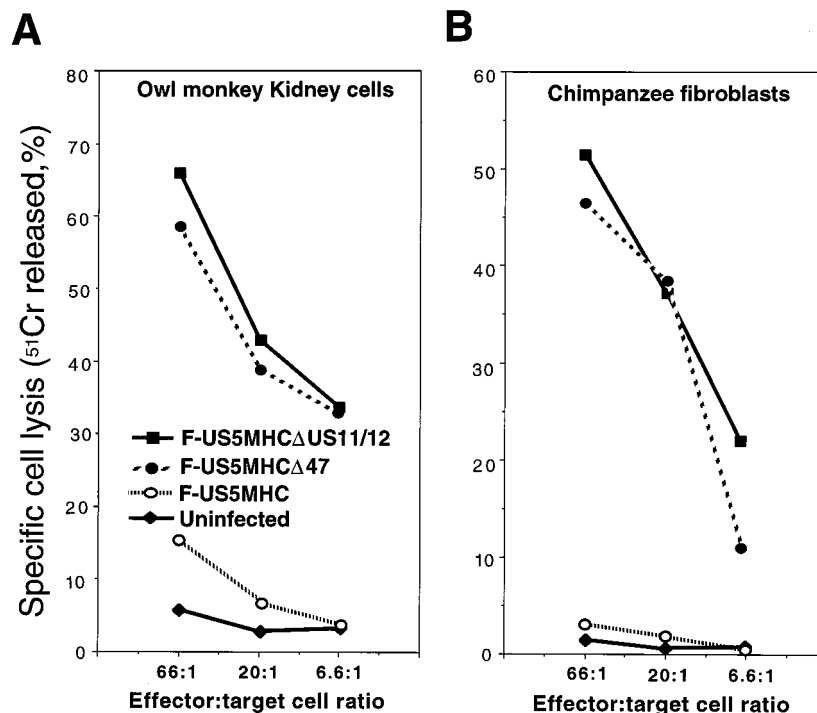 A
Owl monkey Kidney cells
Specific cell lysis (⁵¹Cr released,%)
80
70
60
50
40
30
20
10
0
F-US5MHCΔUS11/12
F-US5MHCΔ47
F-US5MHC
Uninfected
66:1
20:1
6.6:1
Effector:target cell ratio
B
Chimpanzee fibroblasts
60
50
40
30
20
10
0
66:1
20:1
6.6:1
Effector:target cell ratio